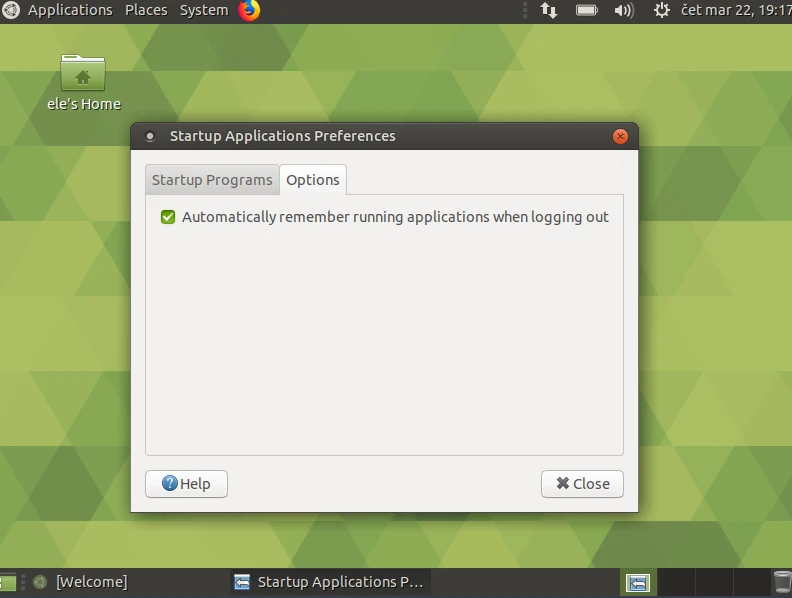 Applications Places System
čet mar 22, 19:17
ele's Home
Startup Applications Preferences
Startup Programs
Options
Automatically remember running applications when logging out
Help
Close
[Welcome]
Startup Applications P...